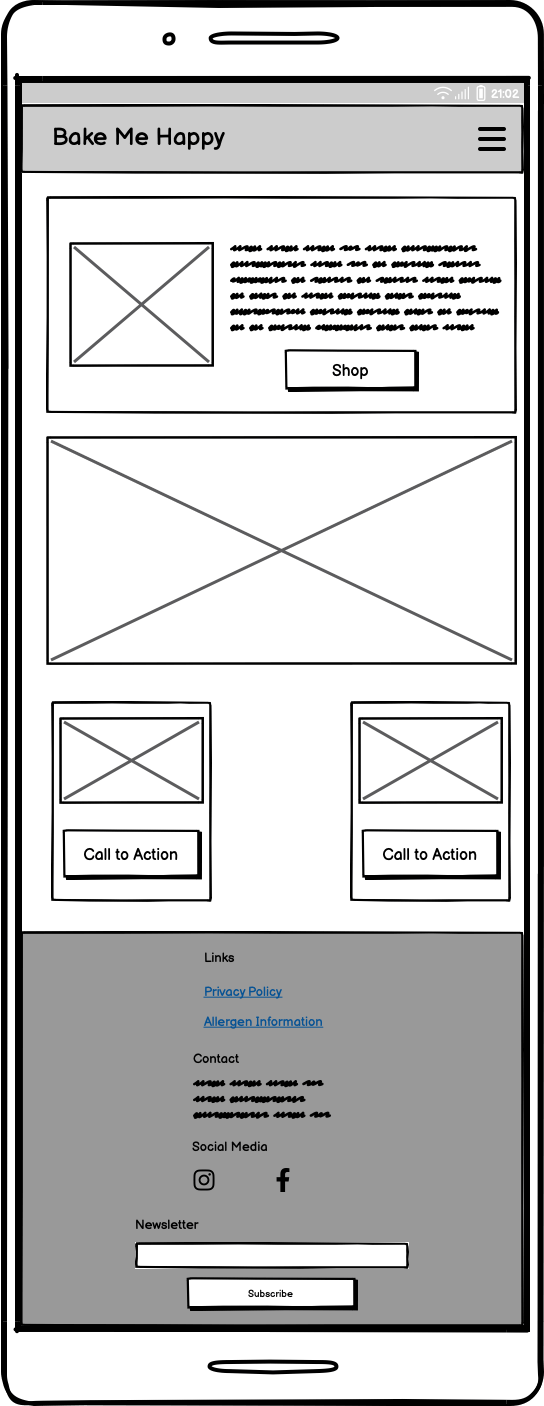 21:02
Bake Me Happy
Shop
Call to Action
Call to Action
Links
Privacy Policy
Allergen Information
Contact
Social Media
Newsletter
Subscribe